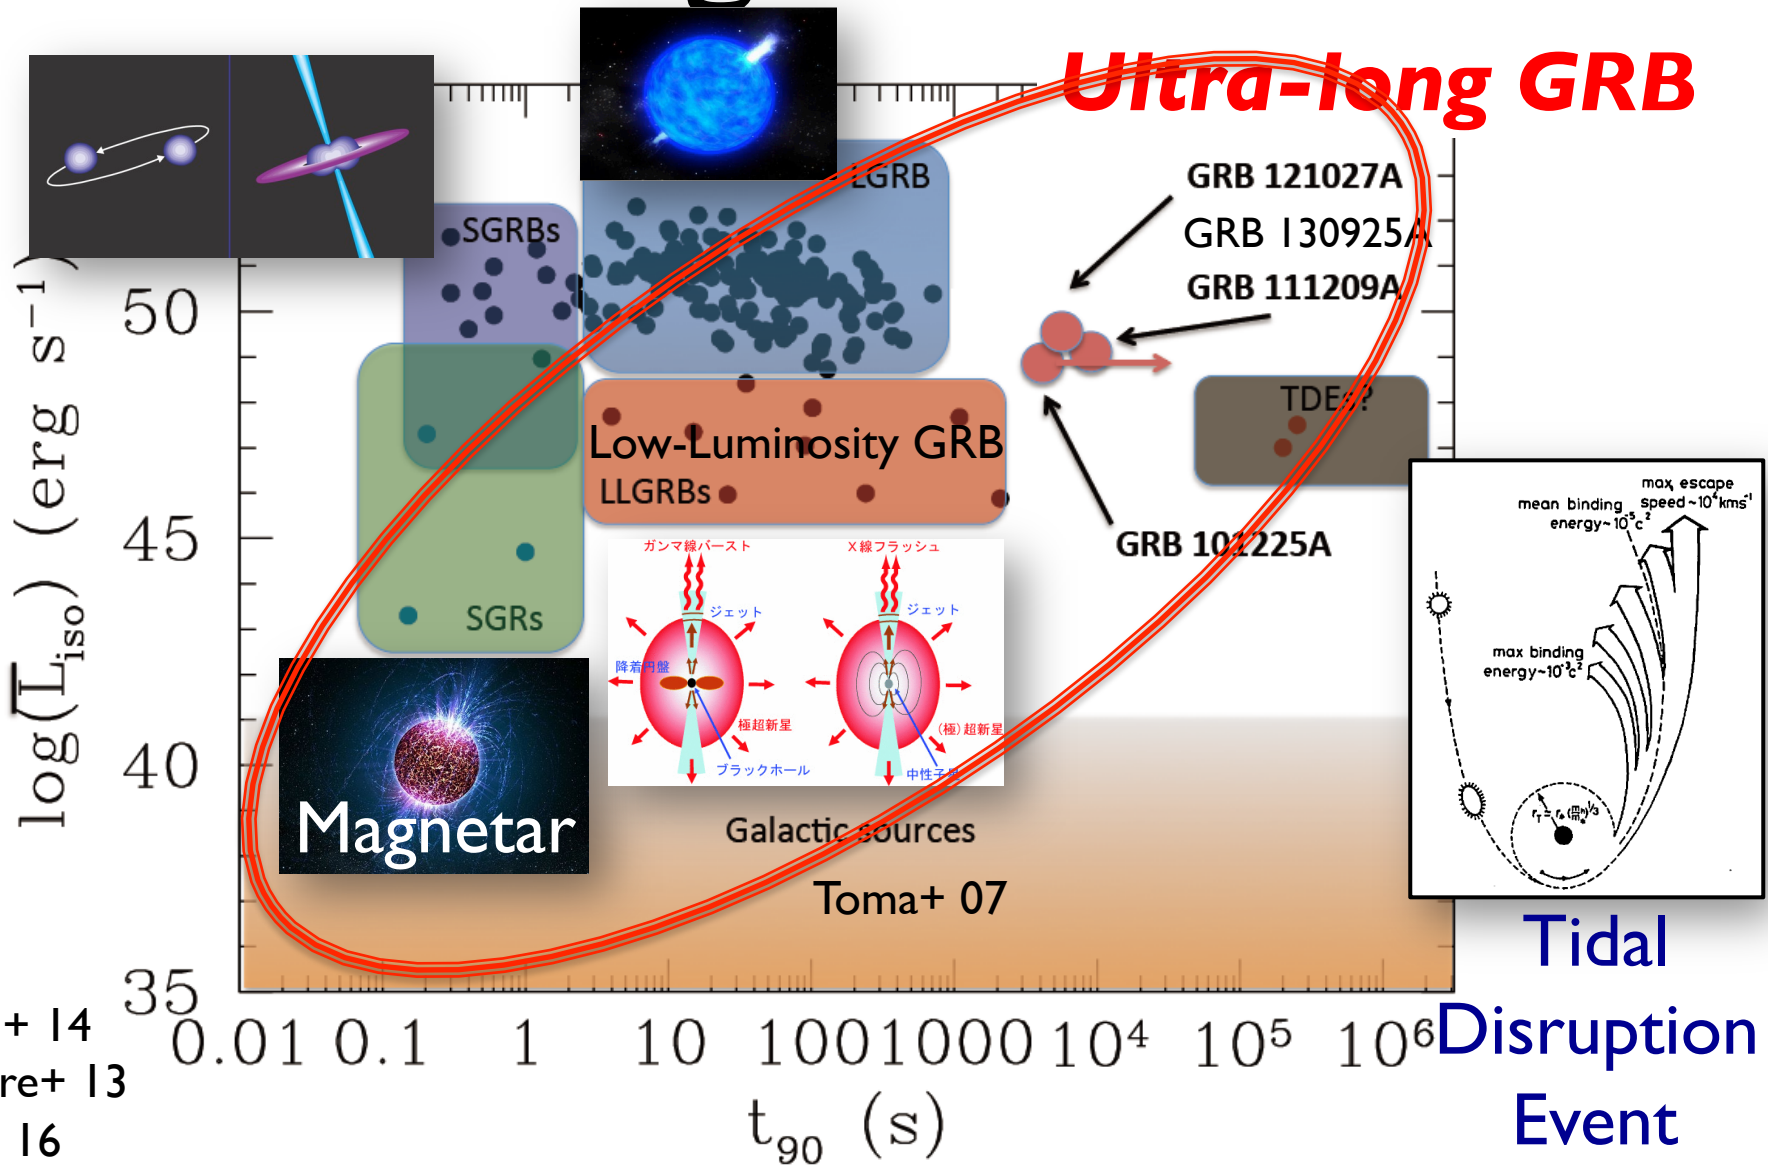 Ultra-long GRB
LGRB
GRB 121027A
SGRBs
GRB 130925A
GRB 111209A
TDEs?
Low-Luminosity GRB
LLGRBs
GRB 101225A
SGRs
log(L̅iso) (erg s⁻¹)
50
45
40
35
ガンマ線バースト
X線フラッシュ
ジェット
ジェット
降着円盤
極超新星
(極)超新星
ブラックホール
中性子星
max. escape
speed~10⁴kms⁻¹
mean binding
energy~10⁻⁵c²
max binding
energy~10⁻³c²
Magnetar
Galactic sources
Toma+ 07
Tidal
Disruption
Event
+ 14
re+ 13
16
0.01 0.1 1 10 100 1000 10⁴ 10⁵ 10⁶
t₉₀ (s)